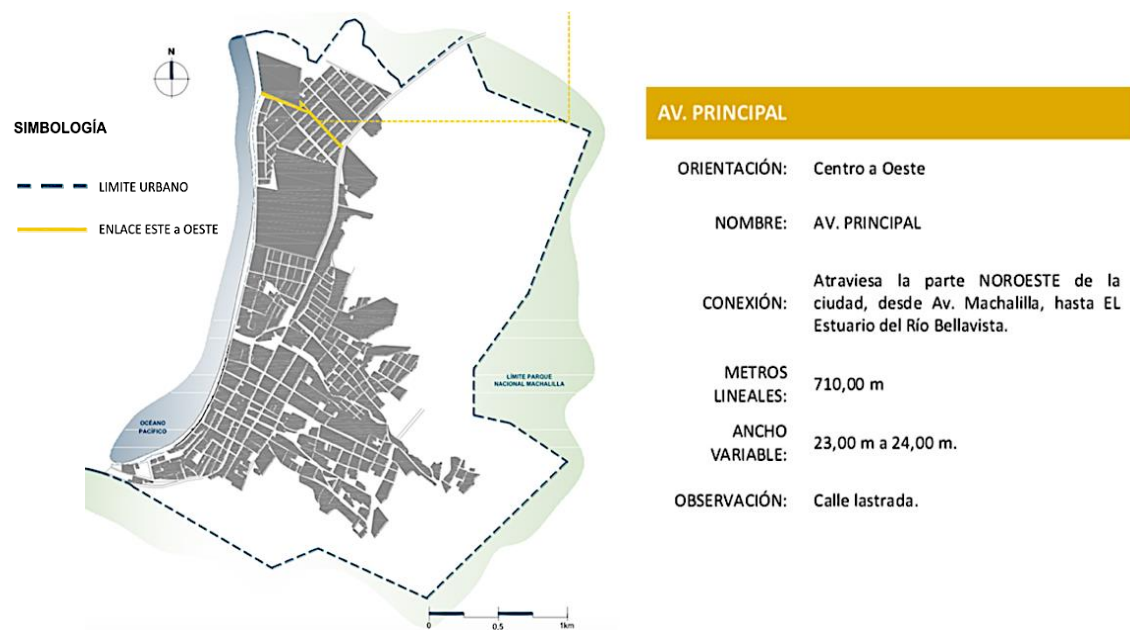 N
SIMBOLOGÍA
LIMITE URBANO
ENLACE ESTE a OESTE
OCÉANO
PACÍFICO
LÍMITE PARQUE
NACIONAL MACHALILLA
0
0.5
1km
AV. PRINCIPAL
ORIENTACIÓN: Centro a Oeste
NOMBRE: AV. PRINCIPAL
CONEXIÓN: Atraviesa la parte NOROESTE de la
ciudad, desde Av. Machalilla, hasta EL
Estuario del Río Bellavista.
METROS
LINEALES: 710,00 m
ANCHO
VARIABLE: 23,00 m a 24,00 m.
OBSERVACIÓN: Calle lastrada.